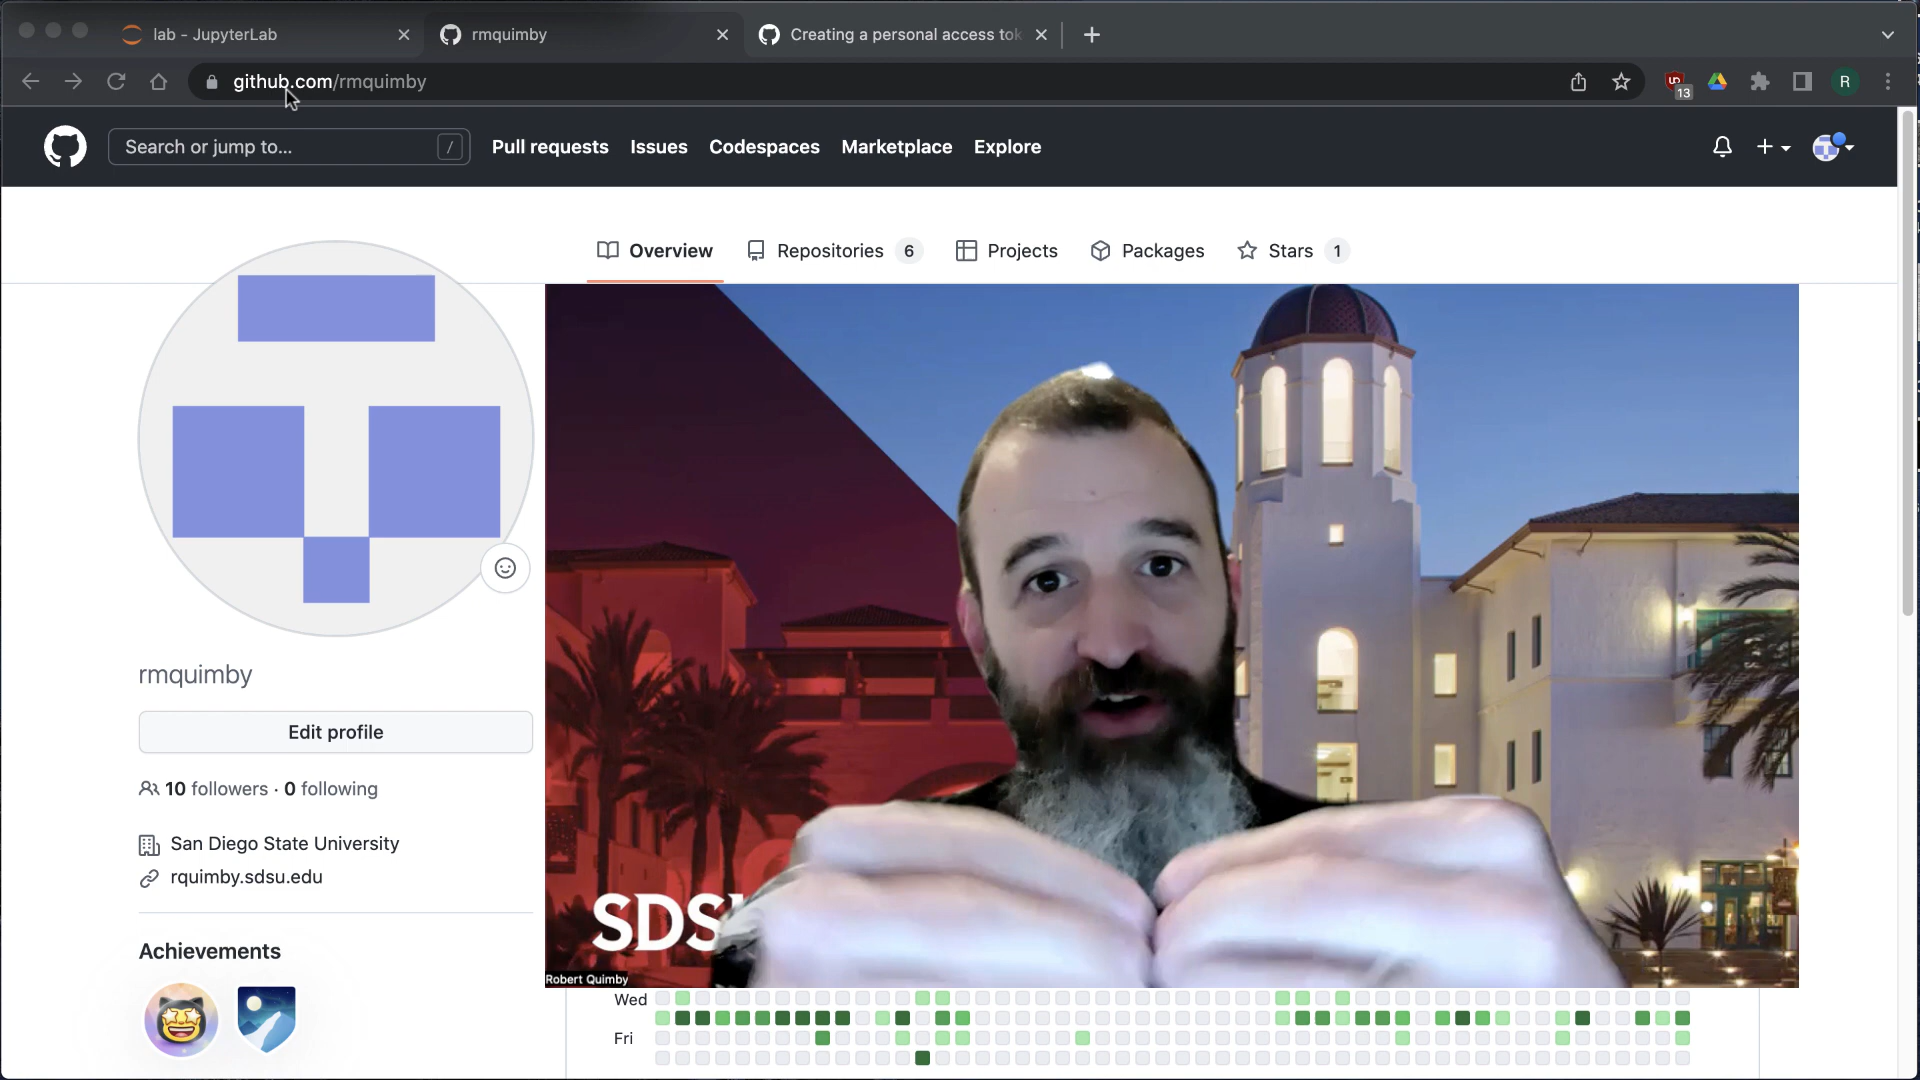 lab - JupyterLab
rmquimby
Creating a personal access tok
github.com/rmquimby
13
R
Search or jump to...
/
Pull requests
Issues
Codespaces
Marketplace
Explore
Overview
Repositories 6
Projects
Packages
Stars 1
rmquimby
Edit profile
10 followers · 0 following
San Diego State University
rquimby.sdsu.edu
Achievements
SDS
Robert Quimby
Wed
Fri